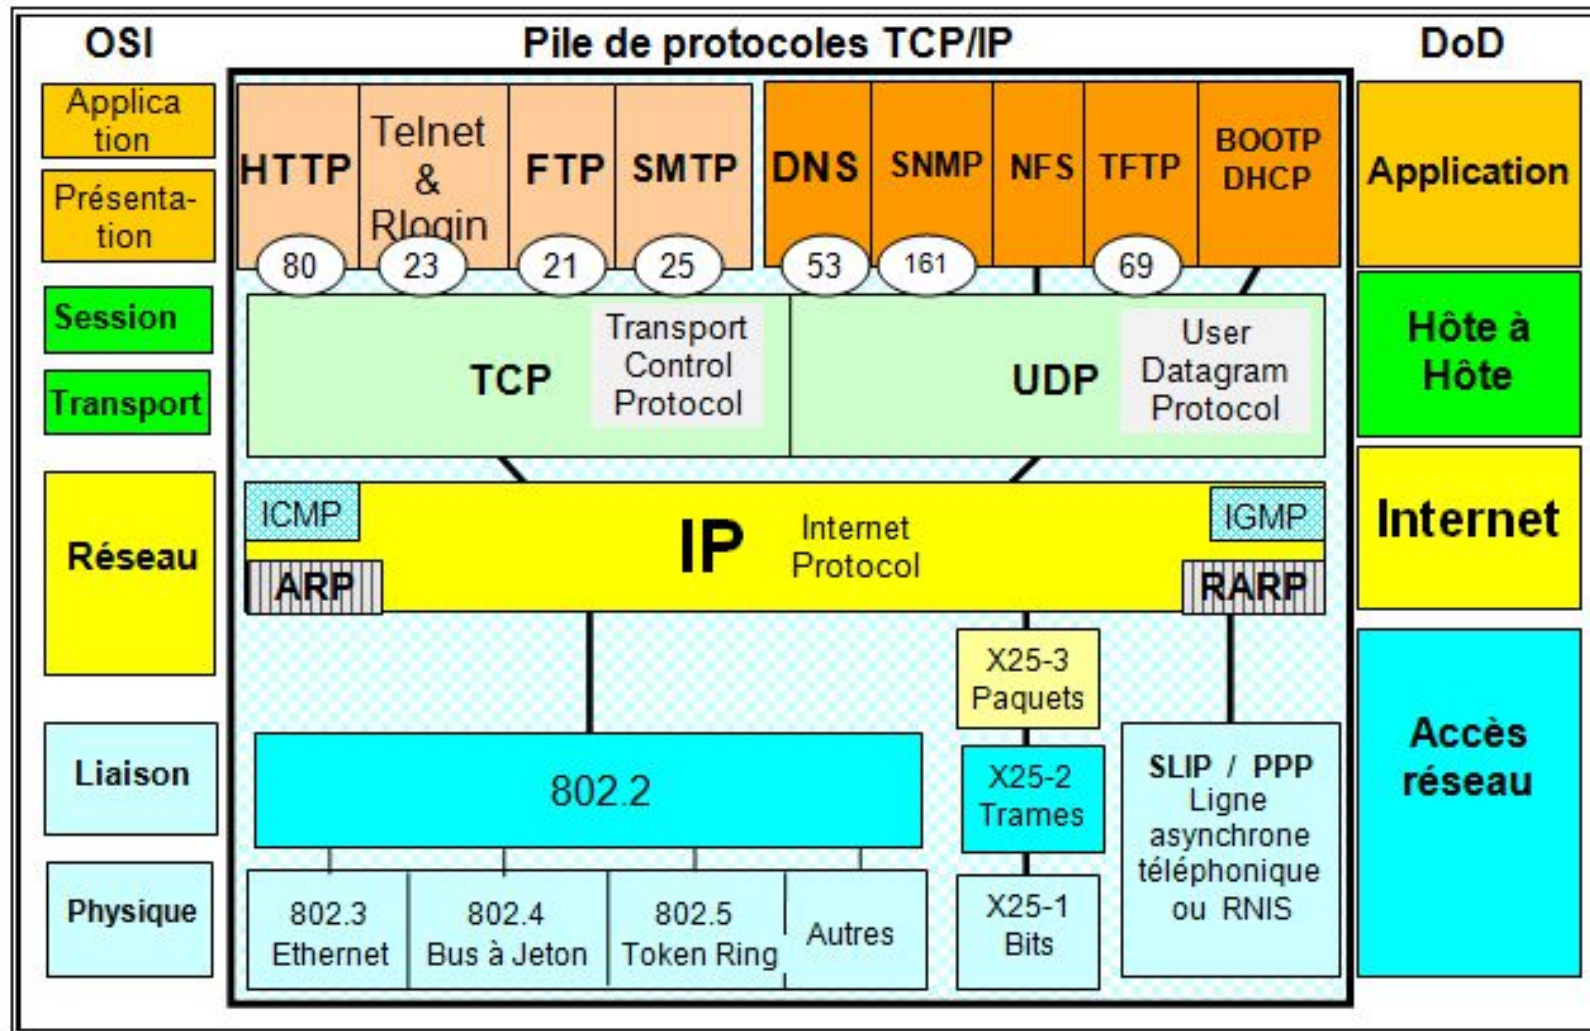 OSI
Pile de protocoles TCP/IP
DoD
Applica
tion
Présenta-
tion
Session
Transport
Réseau
Liaison
Physique
HTTP
Telnet
&
Rlogin
FTP
SMTP
DNS
SNMP
NFS
TFTP
BOOTP
DHCP
80
23
21
25
53
161
69
TCP
Transport
Control
Protocol
UDP
User
Datagram
Protocol
ICMP
ARP
IP
Internet
Protocol
IGMP
RARP
X25-3
Paquets
802.2
X25-2
Trames
SLIP / PPP
Ligne
asynchrone
téléphonique
ou RNIS
802.3
Ethernet
802.4
Bus à Jeton
802.5
Token Ring
Autres
X25-1
Bits
Application
Hôte à
Hôte
Internet
Accès
réseau